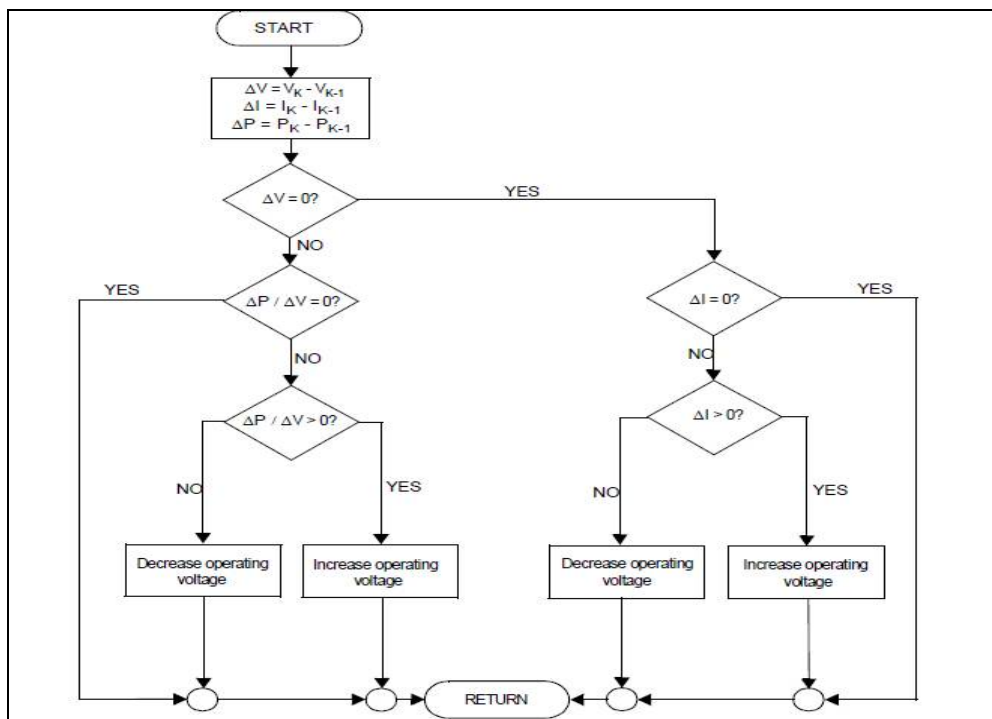 START
ΔV = V_K - V_K-1
ΔI = I_K - I_K-1
ΔP = P_K - P_K-1
YES
ΔV = 0?
NO
YES
ΔP / ΔV = 0?
ΔI = 0?
YES
NO
NO
ΔP / ΔV > 0?
ΔI > 0?
NO
YES
NO
YES
Decrease operating
voltage
Increase operating
voltage
Decrease operating
voltage
Increase operating
voltage
RETURN